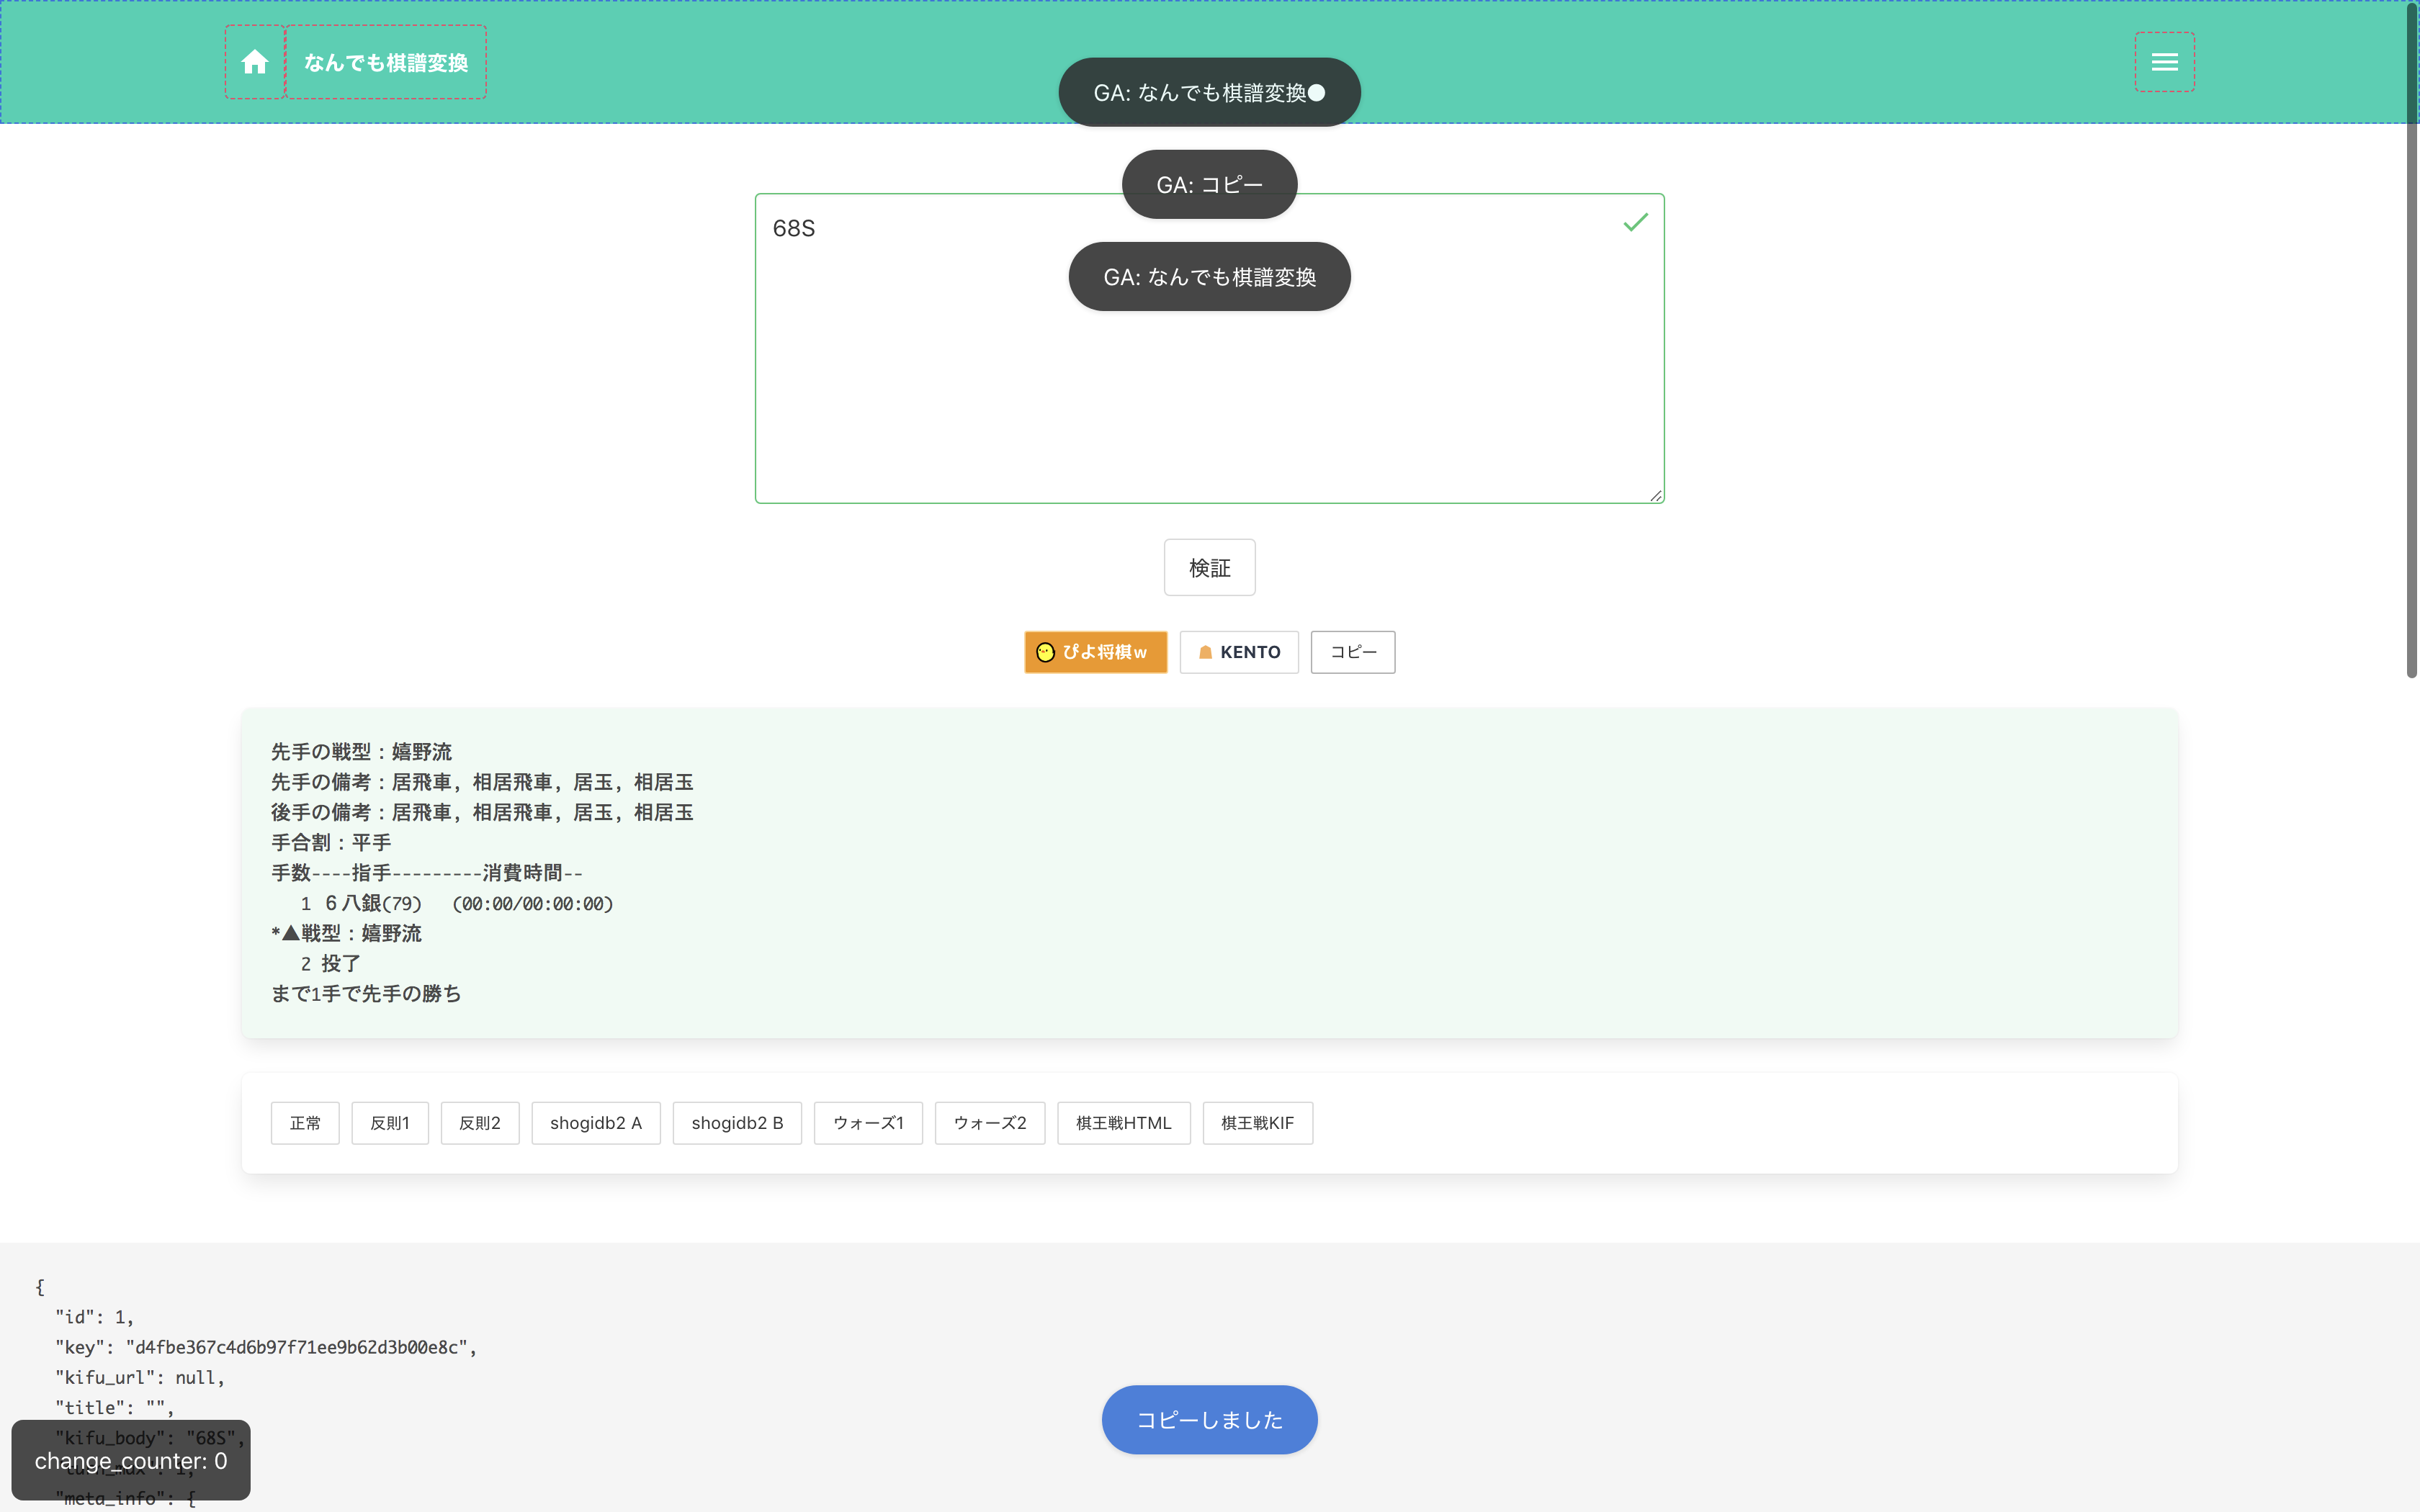 なんでも棋譜変換
GA: なんでも棋譜変換●
GA: コピー
68S
GA: なんでも棋譜変換
検証
ぴよ将棋w
KENTO
コピー
先手の戦型：嬉野流
先手の備考：居飛車, 相居飛車, 居玉, 相居玉
後手の備考：居飛車, 相居飛車, 居玉, 相居玉
手合割：平手
手数----指手---------消費時間--
1 ６八銀(79) (00:00/00:00:00)
*▲戦型：嬉野流
2 投了
まで1手で先手の勝ち
正常
反則1
反則2
shogidb2 A
shogidb2 B
ウォーズ1
ウォーズ2
棋王戦HTML
棋王戦KIF
{
"id": 1,
"key": "d4fbe367c4d6b97f71ee9b62d3b00e8c",
"kifu_url": null,
"title": "",
"kifu_body": "68S",
"turn_max": 1,
"meta_info": {
change_counter: 0
コピーしました